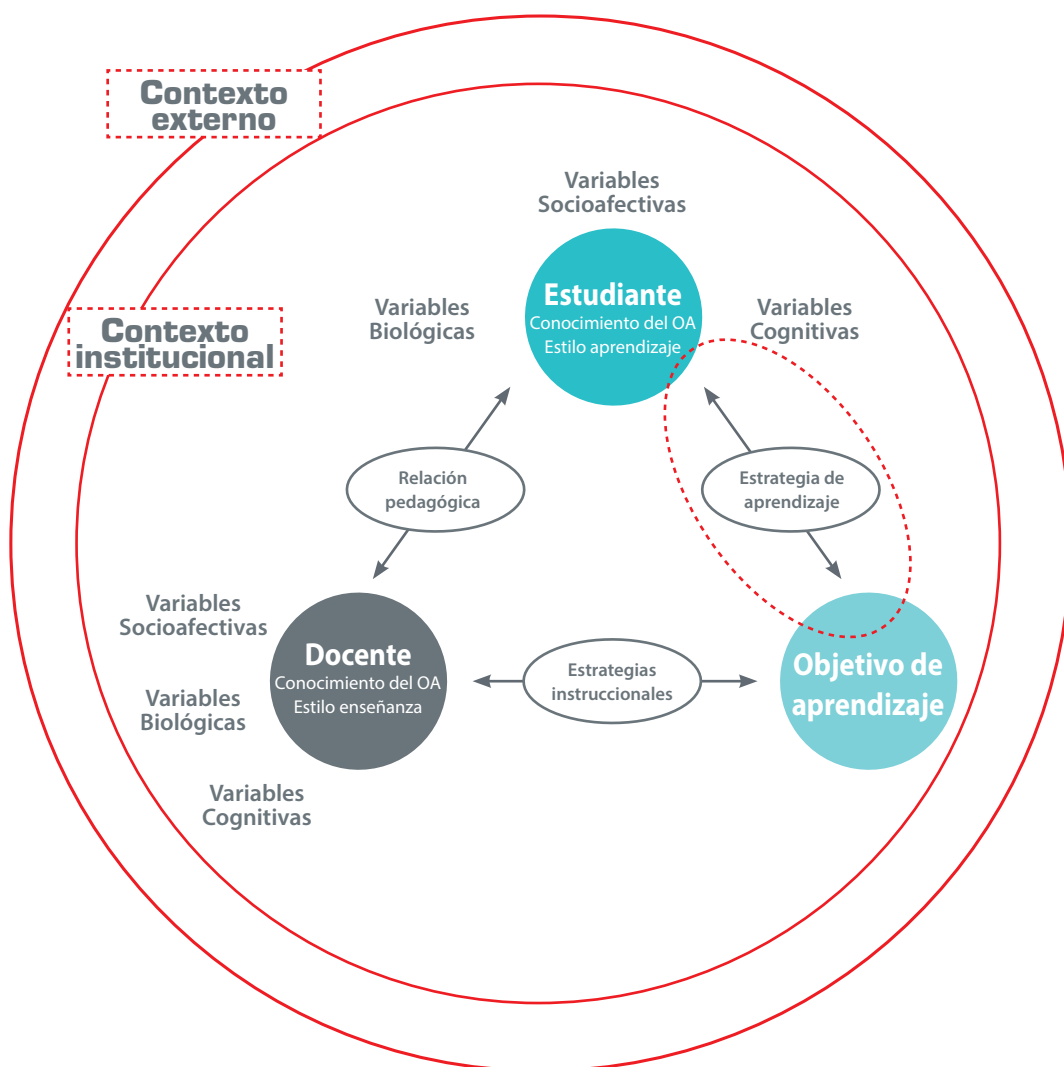 Contexto
externo
Variables
Socioafectivas
Estudiante
Conocimiento del OA
Estilo aprendizaje
Variables
Biológicas
Variables
Cognitivas
Contexto
institucional
Relación
pedagógica
Estrategia de
aprendizaje
Variables
Socioafectivas
Variables
Biológicas
Variables
Cognitivas
Docente
Conocimiento del OA
Estilo enseñanza
Estrategias
instruccionales
Objetivo de
aprendizaje